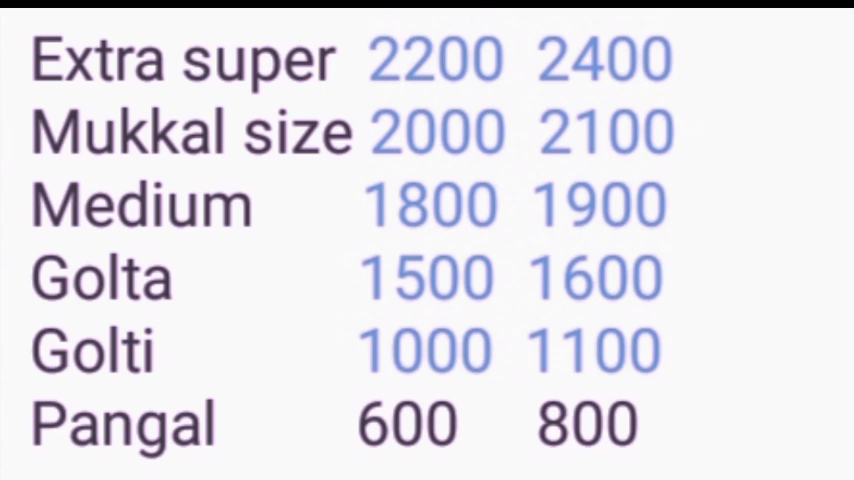 Extra super 2200 2400
Mukkal size 2000 2100
Medium 1800 1900
Golta 1500 1600
Golti 1000 1100
Pangal 600 800